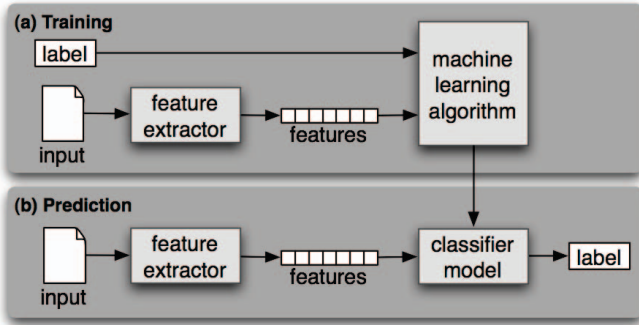 (a) Training
label
machine
learning
algorithm
feature
extractor
features
input
(b) Prediction
feature
extractor
features
classifier
model
label
input